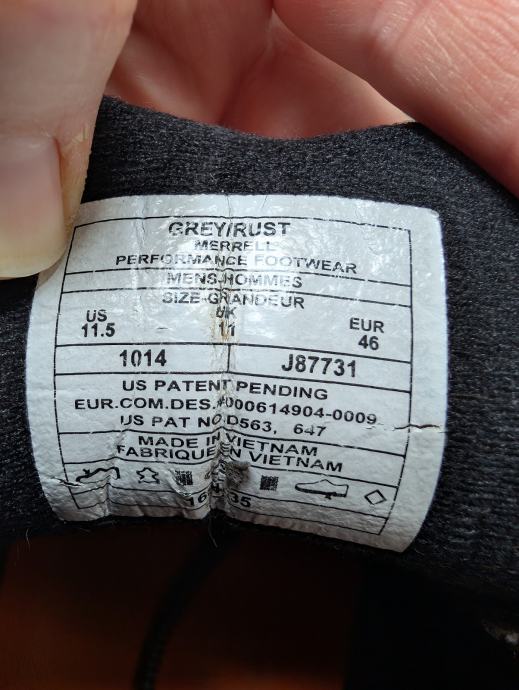 GREY/RUST
MERRELL
PERFORMANCE FOOTWEAR
MENS-HOMMES
SIZE-GRANDEUR
US UK EUR
11.5 11 46
1014 J87731
US PATENT PENDING
EUR.COM.DES.#000614904-0009
US PAT NO.D563, 647
MADE IN VIETNAM
FABRIQUE EN VIETNAM